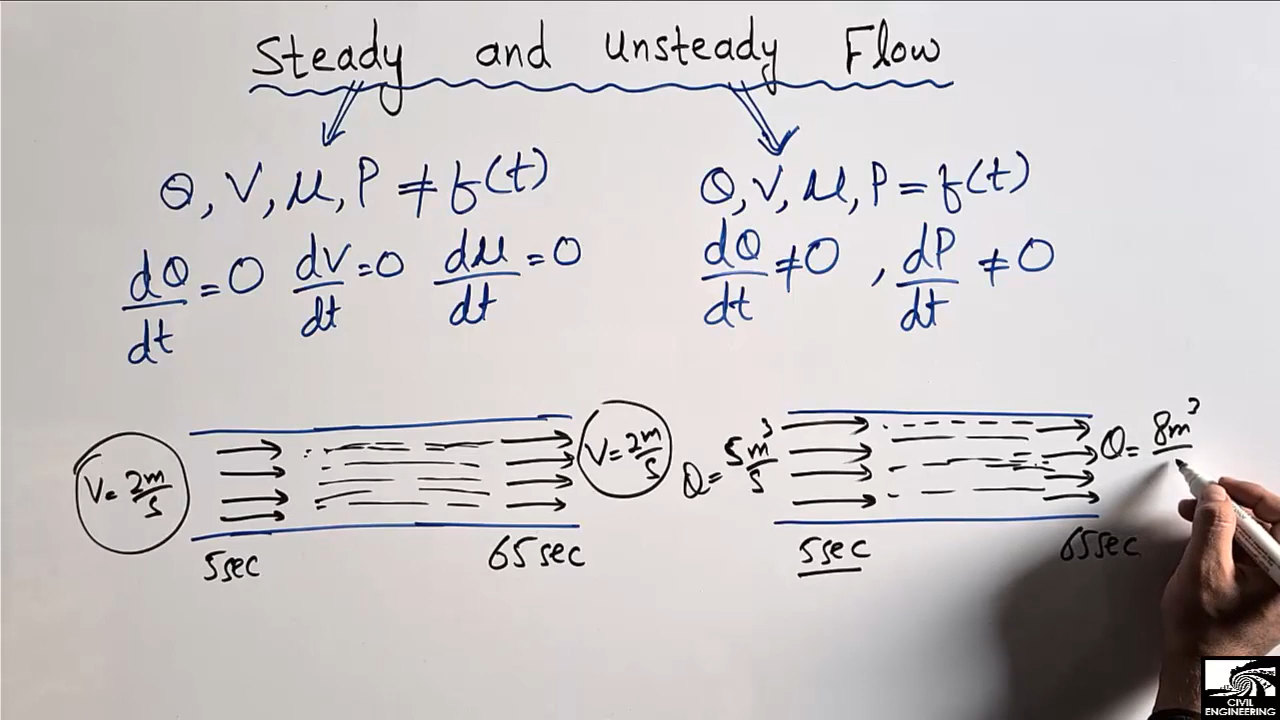 Steady and Unsteady Flow
Q, V, μ, P ≠ f(t)
dQ/dt = 0 dV/dt = 0 dμ/dt = 0
Q, V, μ, P = f(t)
dQ/dt ≠ 0 , dP/dt ≠ 0
V = 2m/s
V = 2m/s
5sec
65sec
Q = 5m³/s
Q = 8m³/
5sec
65sec
CIVIL
ENGINEERING